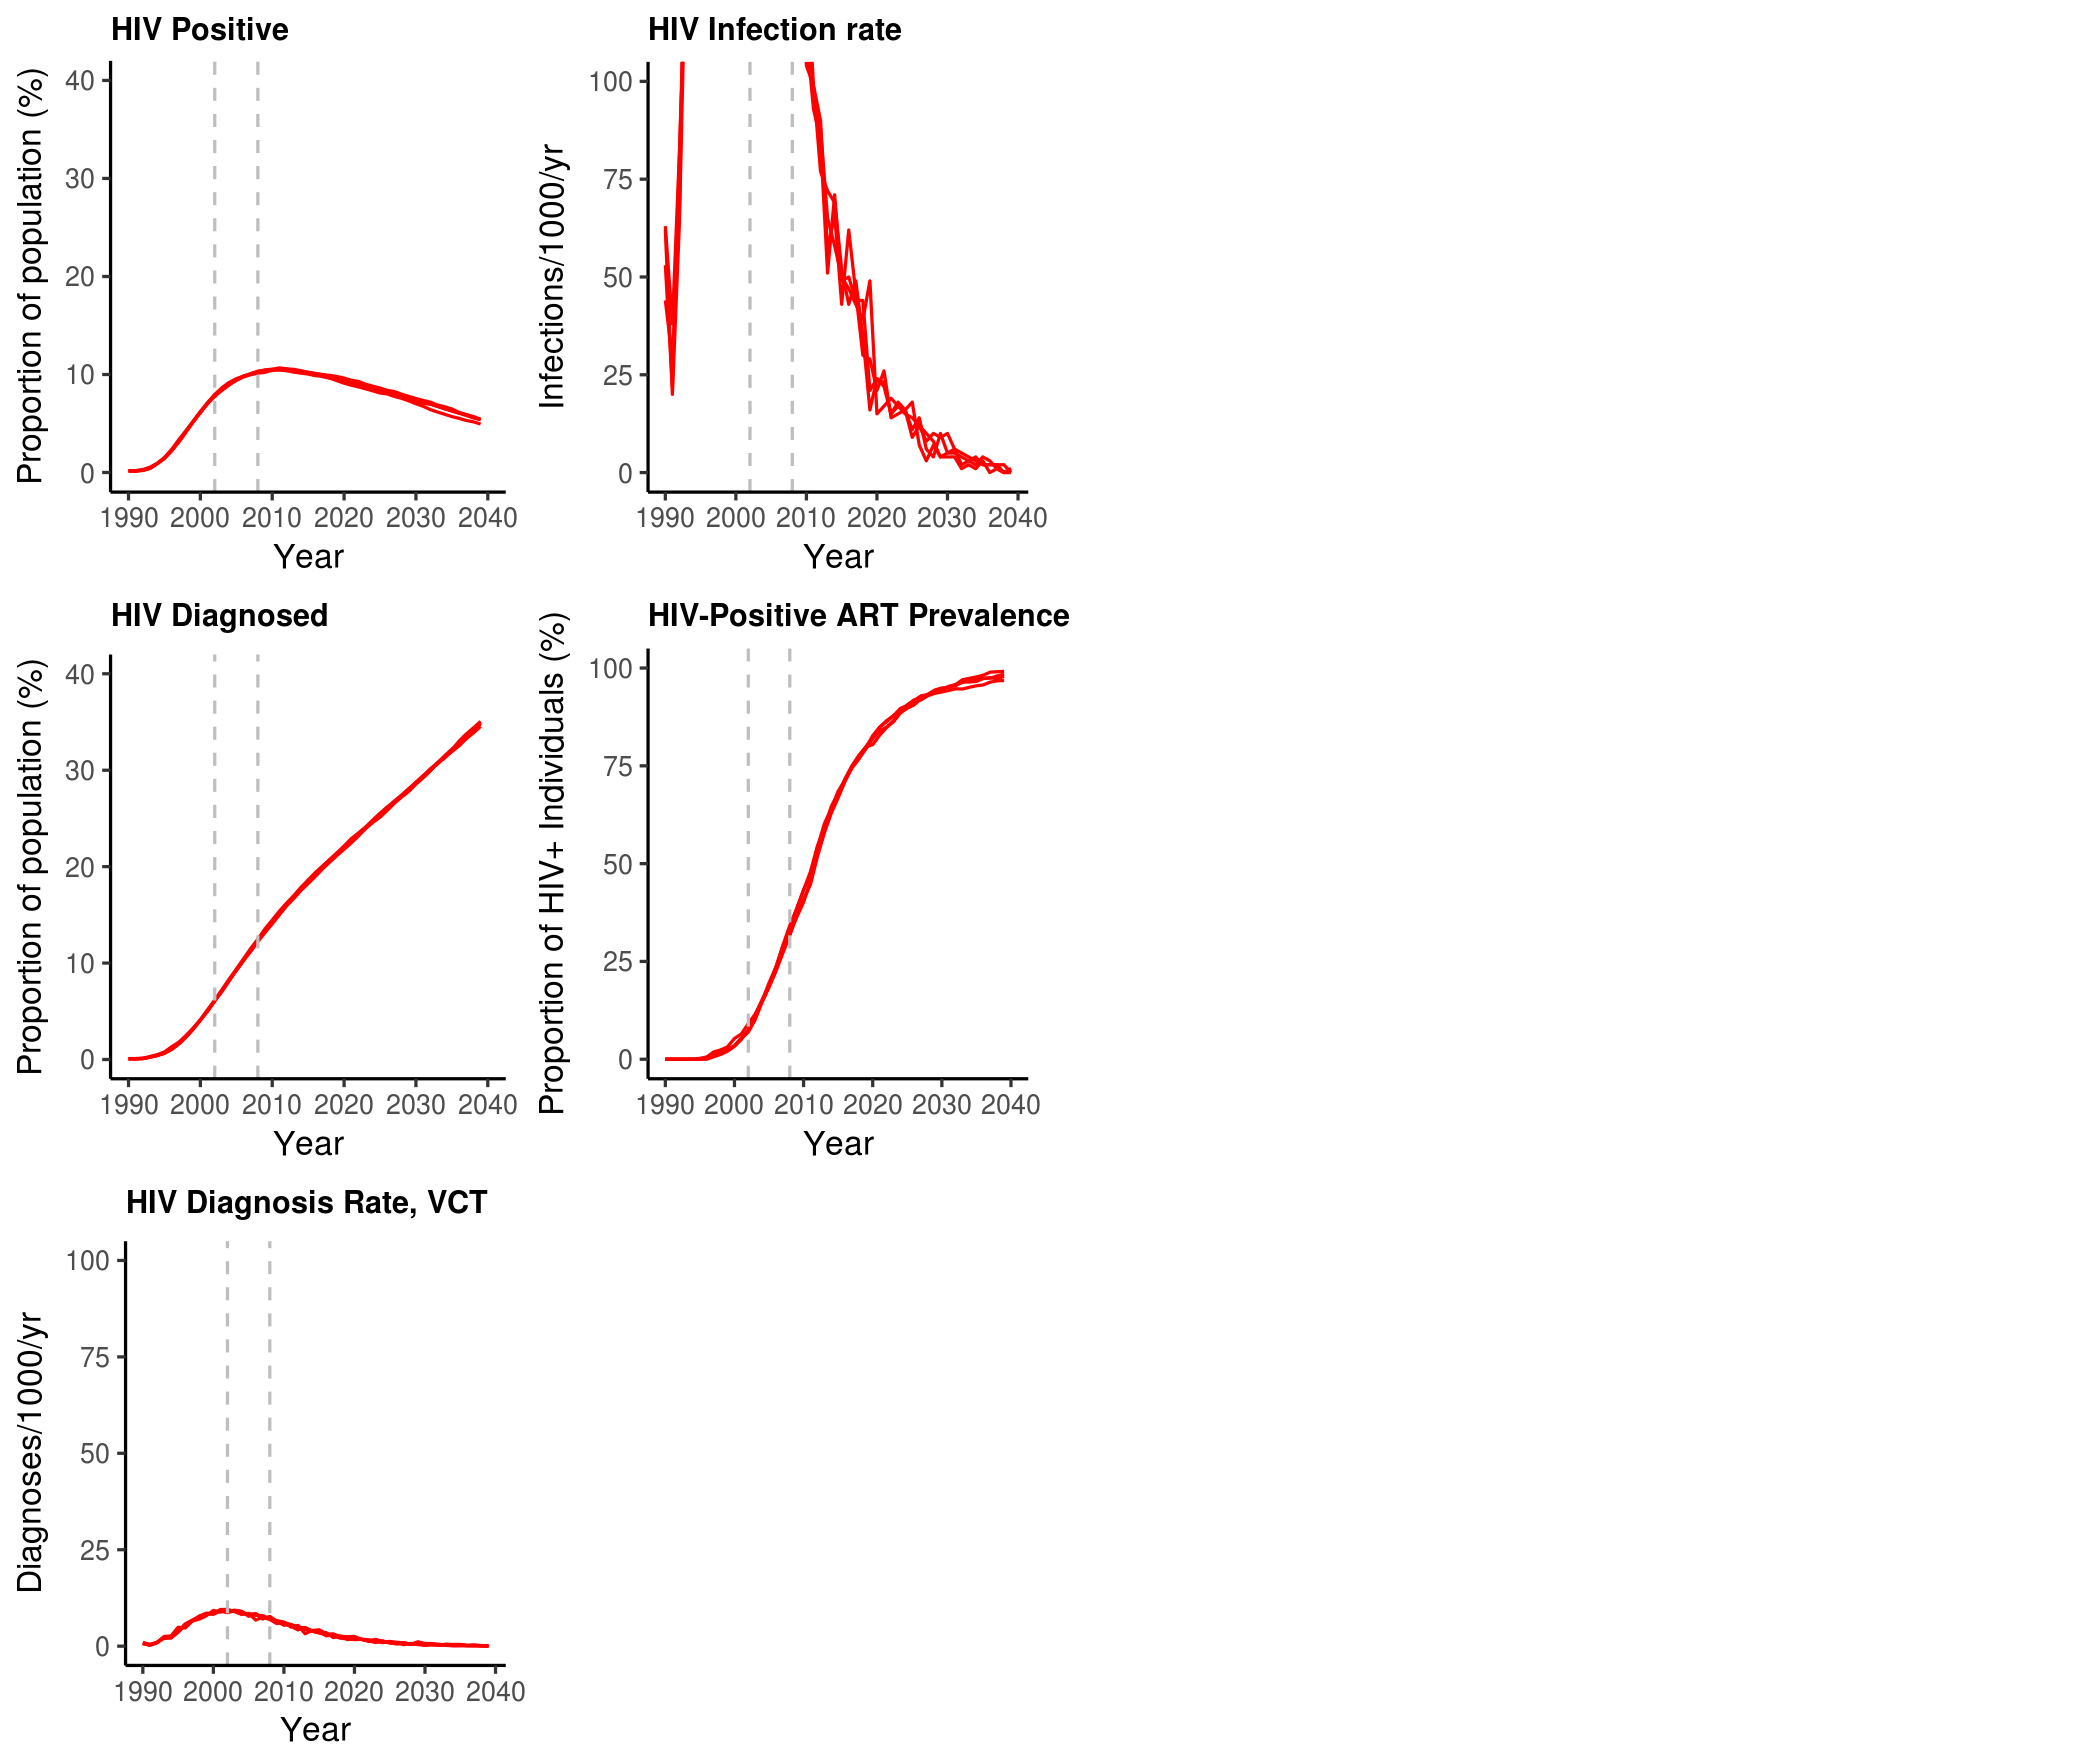 HIV Positive
Proportion of population (%)
40
30
20
10
0
1990 2000 2010 2020 2030 2040
Year
HIV Infection rate
Infections/1000/yr
100
75
50
25
0
1990 2000 2010 2020 2030 2040
Year
HIV Diagnosed
Proportion of population (%)
40
30
20
10
0
1990 2000 2010 2020 2030 2040
Year
HIV-Positive ART Prevalence
Proportion of HIV+ Individuals (%)
100
75
50
25
0
1990 2000 2010 2020 2030 2040
Year
HIV Diagnosis Rate, VCT
Diagnoses/1000/yr
100
75
50
25
0
1990 2000 2010 2020 2030 2040
Year